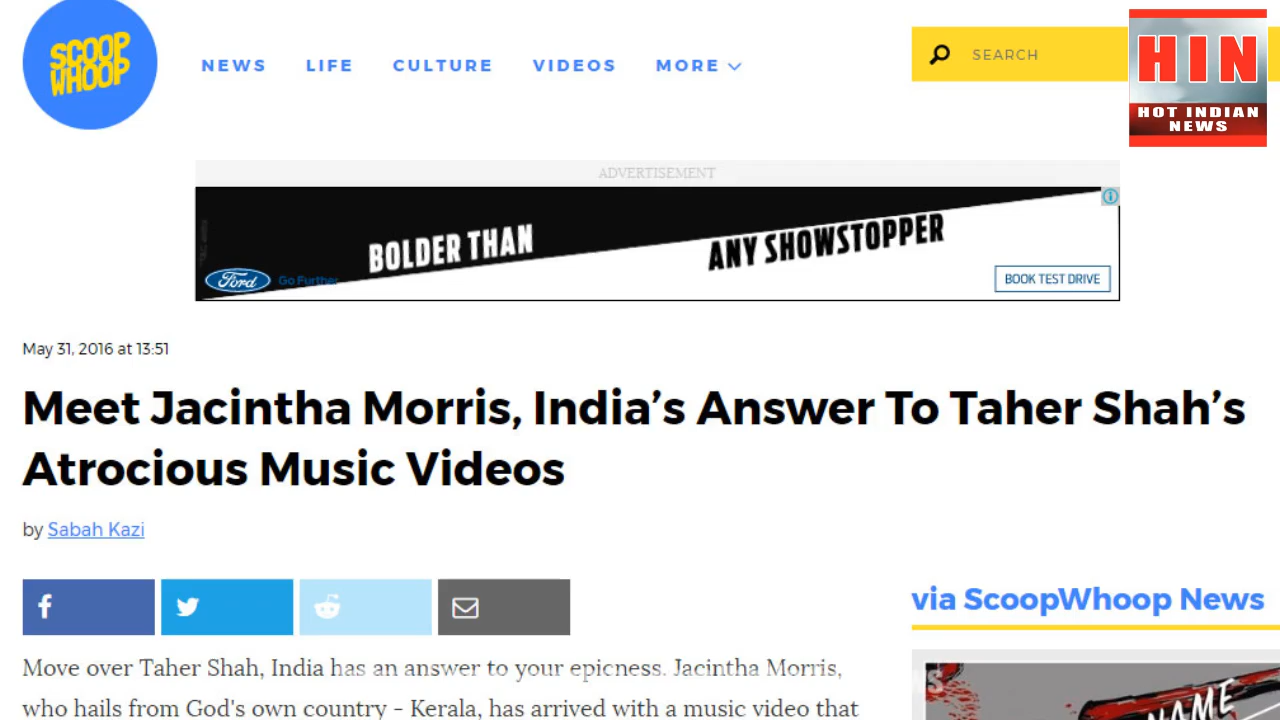 SCOOP
WHOOP
NEWS LIFE CULTURE VIDEOS MORE
SEARCH
HIN
HOT INDIAN
NEWS
ADVERTISEMENT
BOLDER THAN
ANY SHOWSTOPPER
Ford Go Further
BOOK TEST DRIVE
May 31, 2016 at 13:51
Meet Jacintha Morris, India's Answer To Taher Shah's
Atrocious Music Videos
by Sabah Kazi
via ScoopWhoop News
Move over Taher Shah, India has an answer to your epicness. Jacintha Morris,
who hails from God's own country - Kerala, has arrived with a music video that
NAME